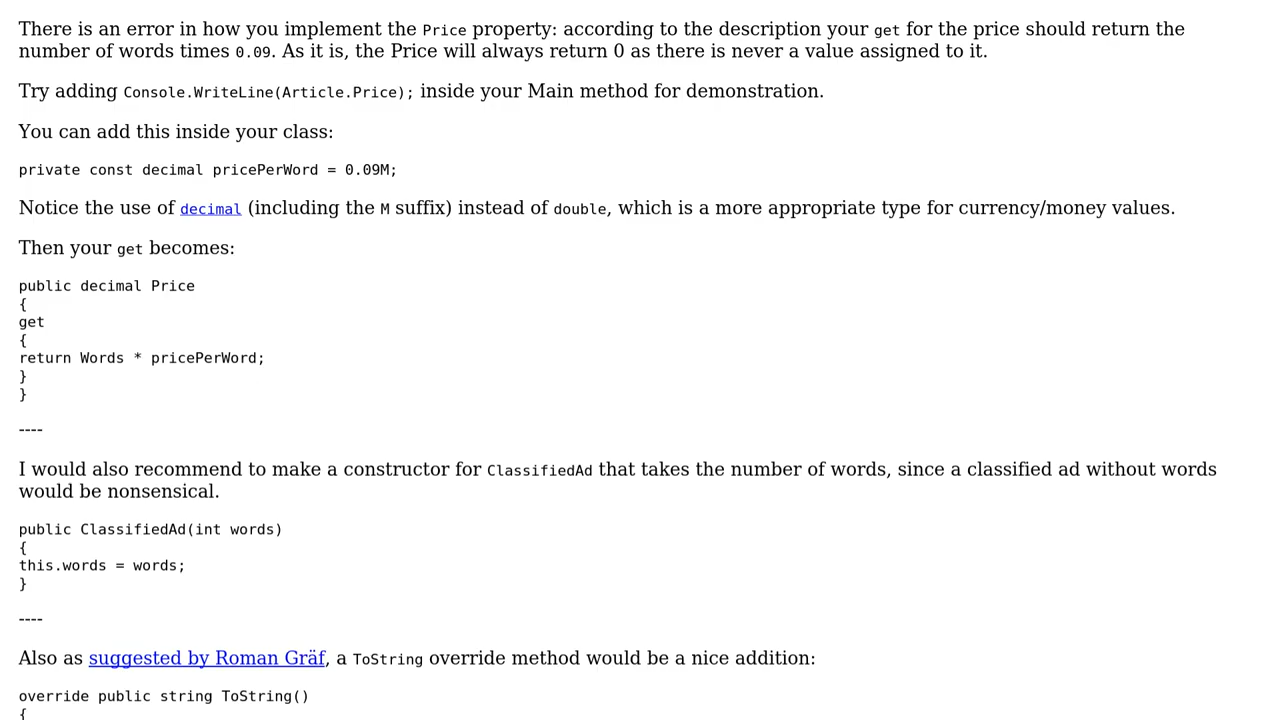 There is an error in how you implement the Price property: according to the description your get for the price should return the
number of words times 0.09. As it is, the Price will always return 0 as there is never a value assigned to it.
Try adding Console.WriteLine(Article.Price); inside your Main method for demonstration.
You can add this inside your class:
private const decimal pricePerWord = 0.09M;
Notice the use of decimal (including the M suffix) instead of double, which is a more appropriate type for currency/money values.
Then your get becomes:
public decimal Price
{
get
{
return Words * pricePerWord;
}
}
----
I would also recommend to make a constructor for ClassifiedAd that takes the number of words, since a classified ad without words
would be nonsensical.
public ClassifiedAd(int words)
{
this.words = words;
}
----
Also as suggested by Roman Gräf, a ToString override method would be a nice addition:
override public string ToString()
{